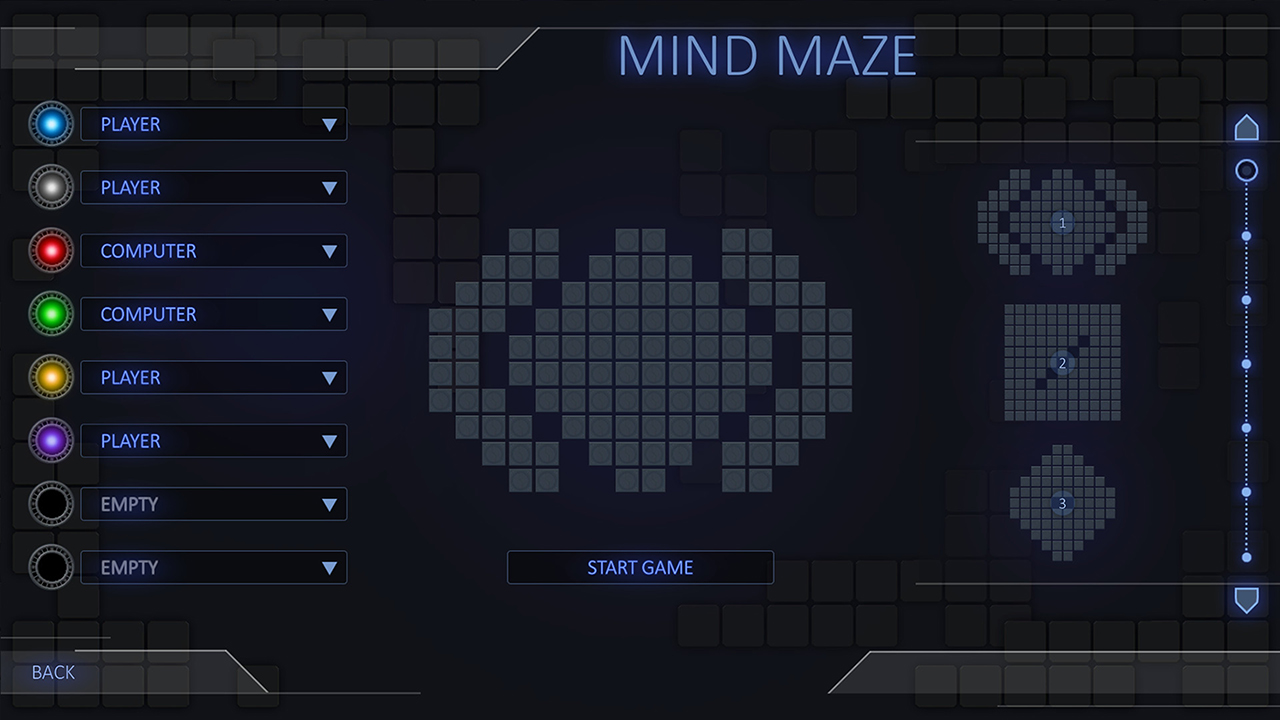 MIND MAZE
PLAYER
PLAYER
COMPUTER
COMPUTER
PLAYER
PLAYER
EMPTY
EMPTY
1
2
3
START GAME
BACK